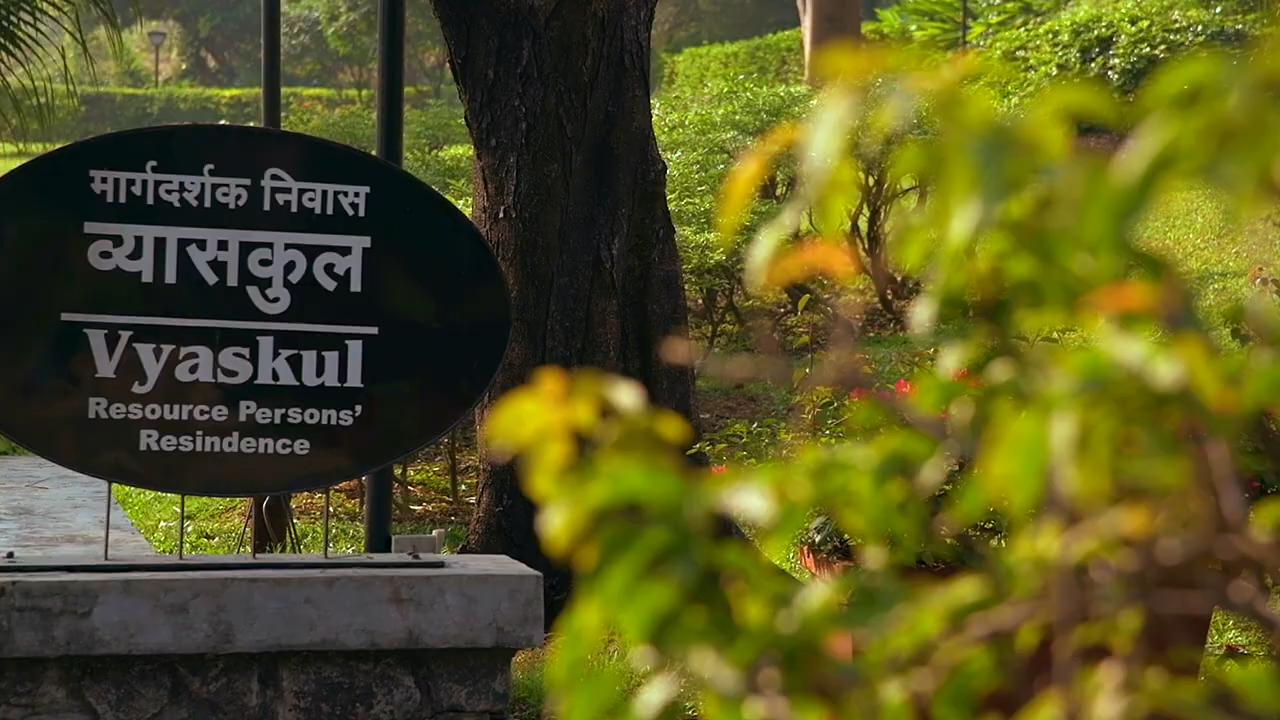 मार्गदर्शक निवास
व्यासकुल
Vyaskul
Resource Persons’
Resindence